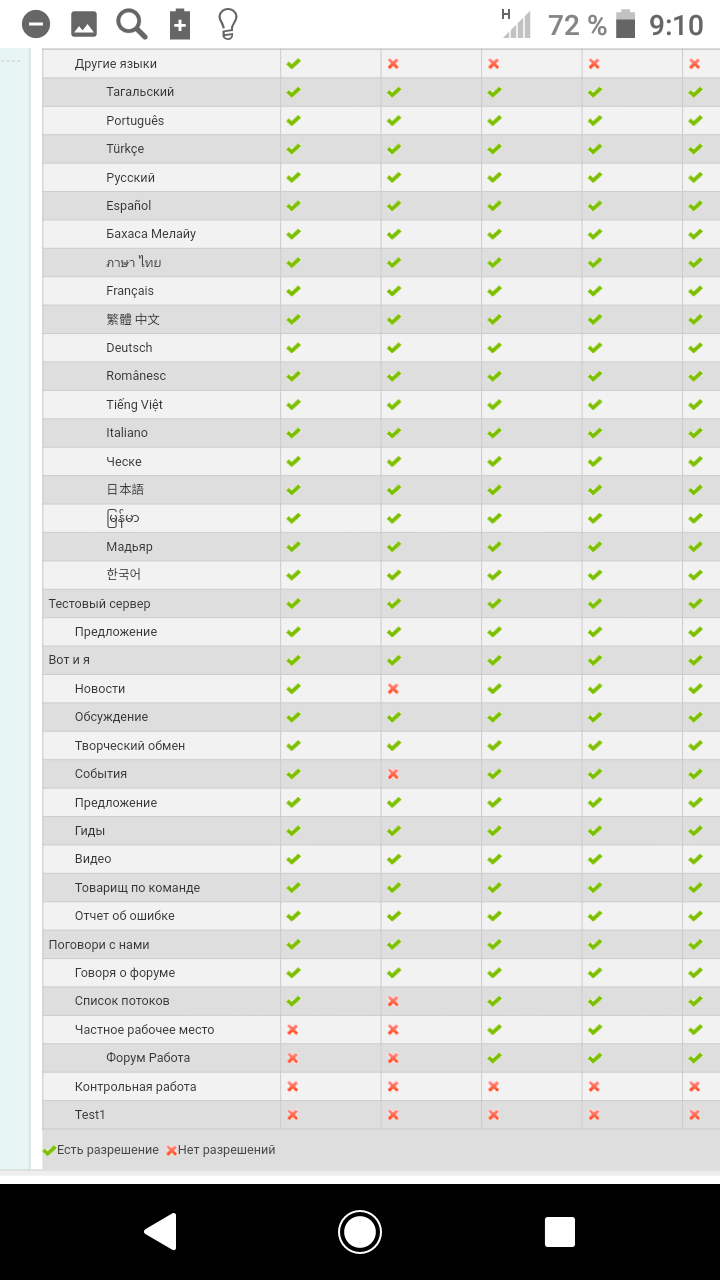 H 72 % 9:10
Другие языки
Тагальский
Português
Türkçe
Русский
Español
Бахаса Мелайу
ภาษา ไทย
Français
繁體 中文
Deutsch
Românesc
Tiếng Việt
Italiano
Ческе
日本語
မြန်မာ
Мадьяр
한국어
Тестовый сервер
Предложение
Вот и я
Новости
Обсуждение
Творческий обмен
События
Предложение
Гиды
Видео
Товарищ по команде
Отчет об ошибке
Поговори с нами
Говоря о форуме
Список потоков
Частное рабочее место
Форум Работа
Контрольная работа
Test1
Есть разрешение Нет разрешений